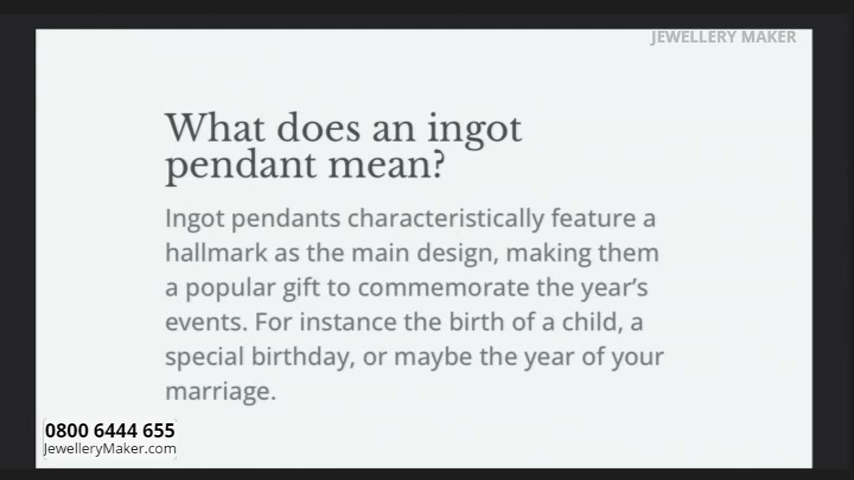 JEWELLERY MAKER
What does an ingot
pendant mean?
Ingot pendants characteristically feature a
hallmark as the main design, making them
a popular gift to commemorate the year’s
events. For instance the birth of a child, a
special birthday, or maybe the year of your
marriage.
0800 6444 655
JewelleryMaker.com